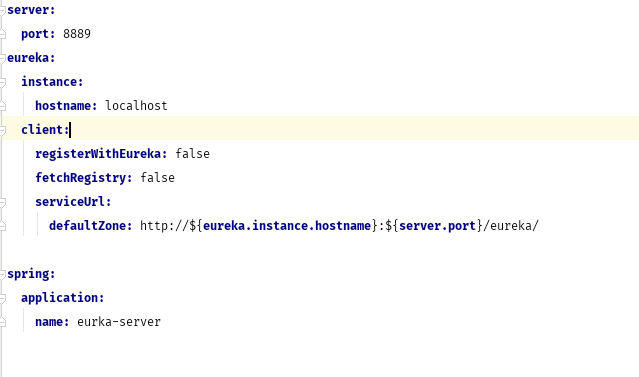 server:
  port: 8889
eureka:
  instance:
    hostname: localhost
  client:
    registerWithEureka: false
    fetchRegistry: false
    serviceUrl:
      defaultZone: http://${eureka.instance.hostname}:${server.port}/eureka/

spring:
  application:
    name: eurka-server